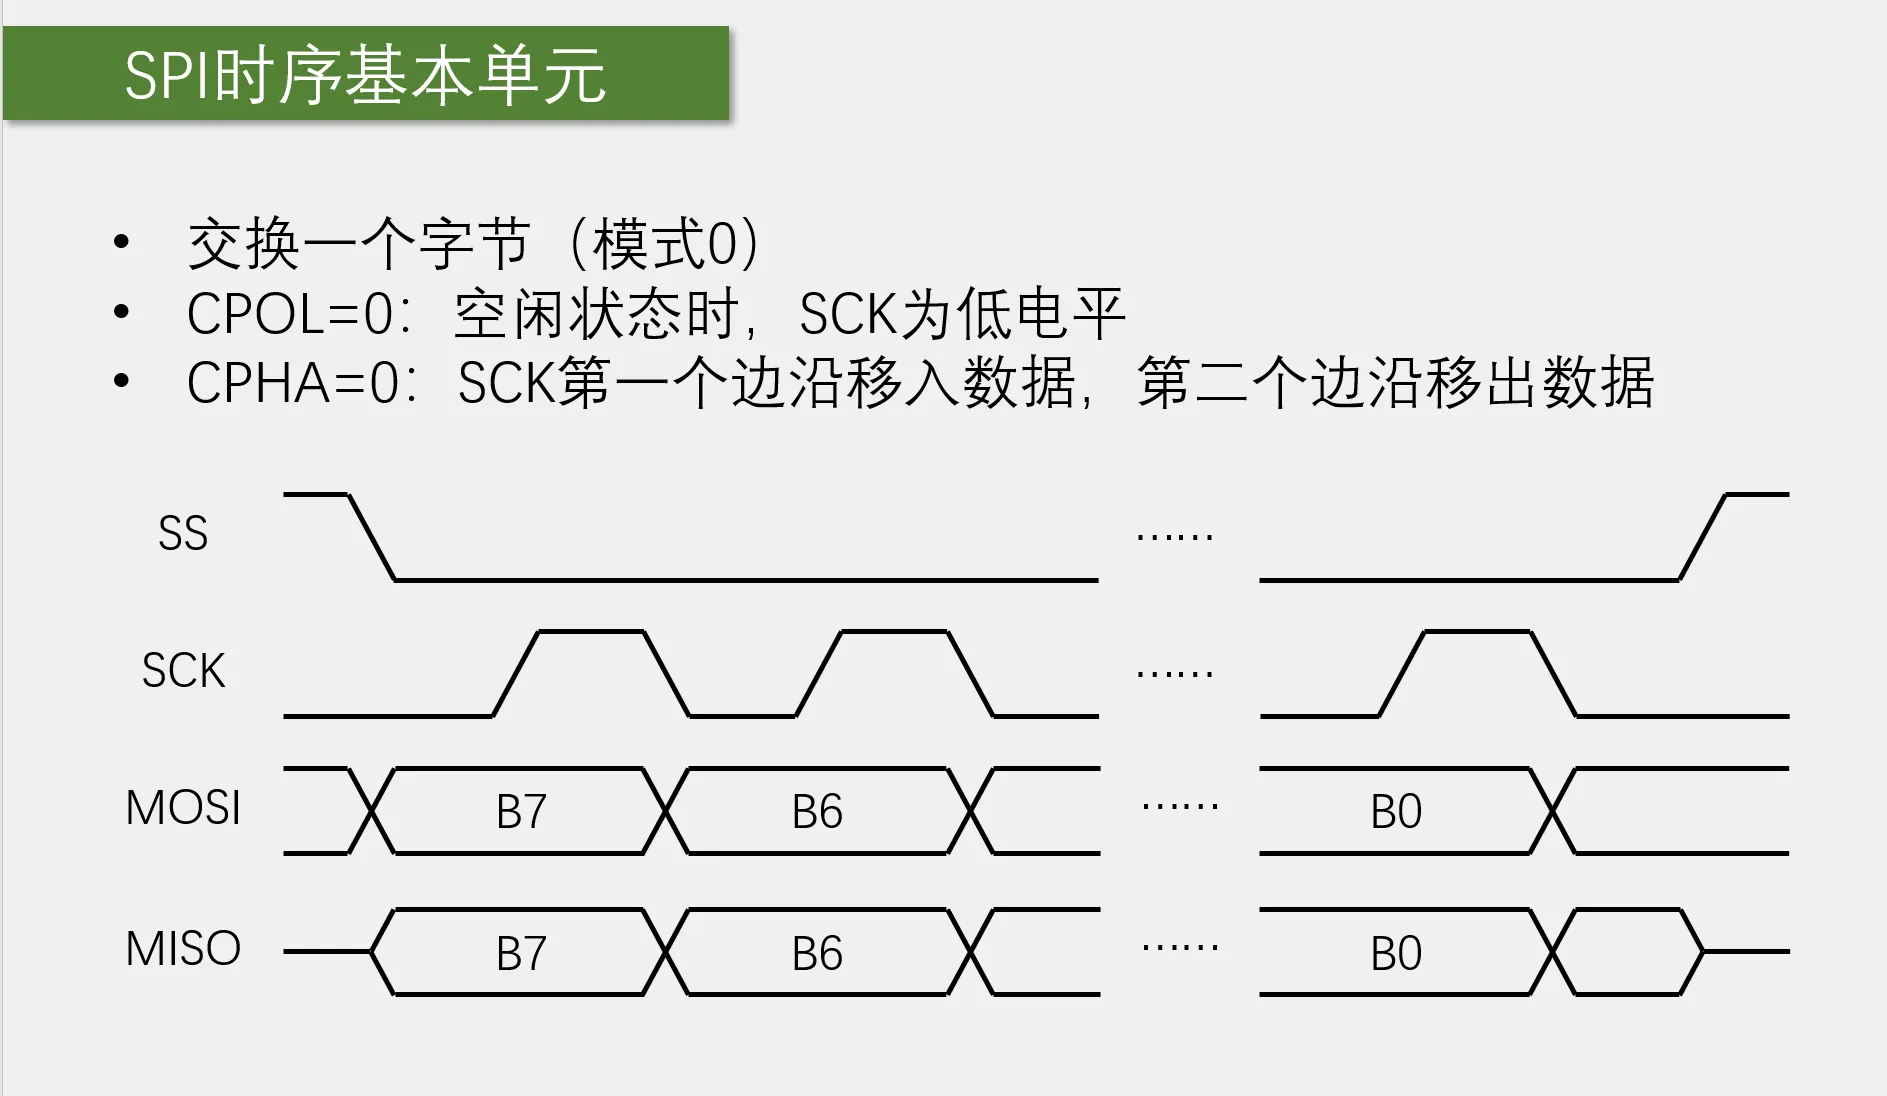 SPI时序基本单元
• 交换一个字节（模式0）
• CPOL=0：空闲状态时，SCK为低电平
• CPHA=0：SCK第一个边沿移入数据，第二个边沿移出数据
SS ……
SCK ……
MOSI B7 B6 …… B0
MISO B7 B6 …… B0